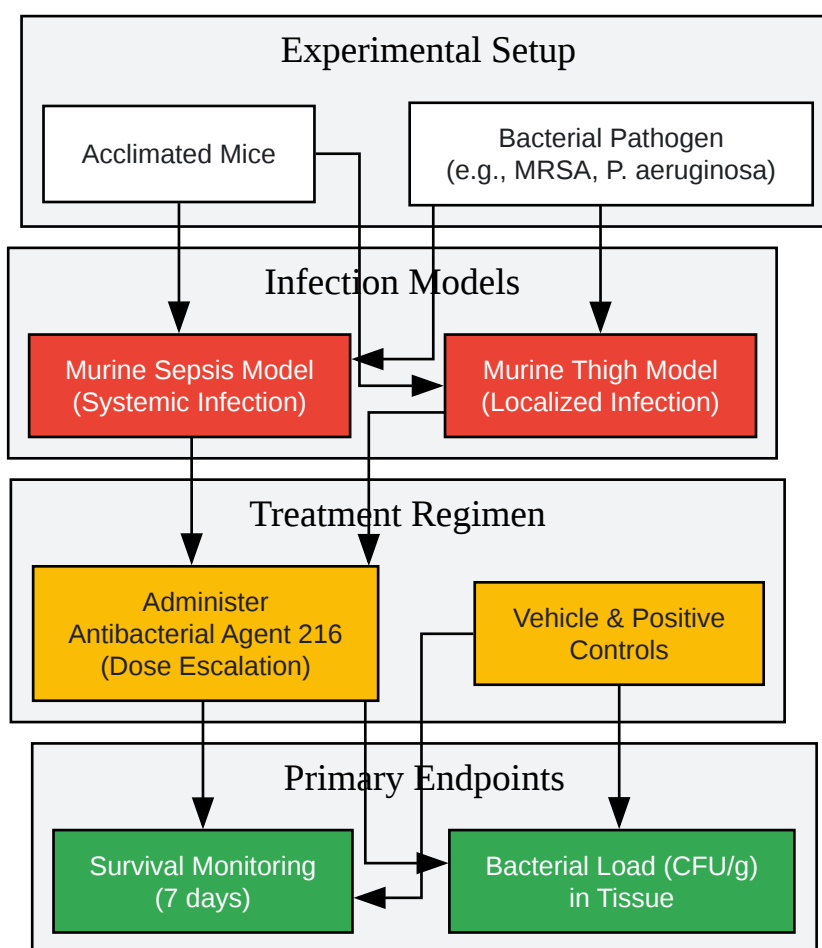 Experimental Setup
Acclimated Mice
Bacterial Pathogen
(e.g., MRSA, P. aeruginosa)
Infection Models
Murine Sepsis Model
(Systemic Infection)
Murine Thigh Model
(Localized Infection)
Treatment Regimen
Administer
Antibacterial Agent 216
(Dose Escalation)
Vehicle & Positive
Controls
Primary Endpoints
Survival Monitoring
(7 days)
Bacterial Load (CFU/g)
in Tissue